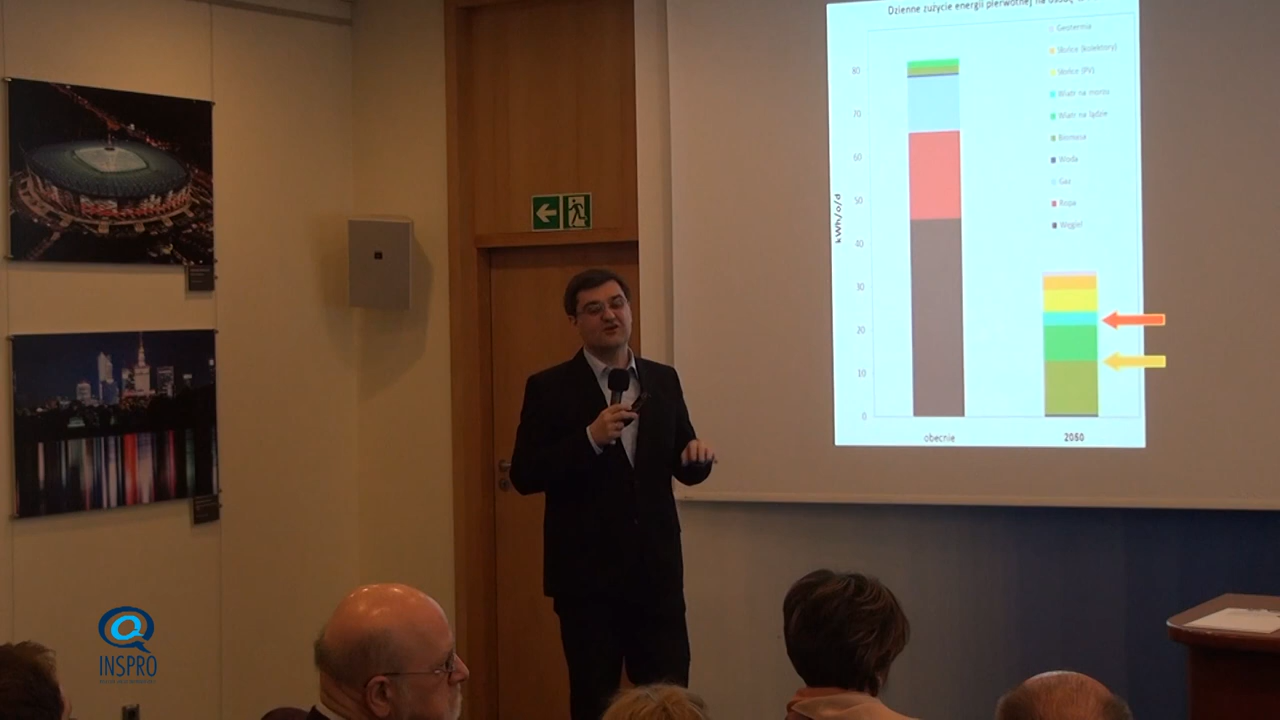 Dzienne zużycie energii pierwotnej na osobę
Geotermia
Słońce (kolektory)
Słońce (PV)
Wiatr na morzu
Wiatr na lądzie
Biomasa
Woda
Gaz
Ropa
Węgiel
kWh/o/d
80
70
60
50
40
30
20
10
0
obecnie
2050
INSPRO